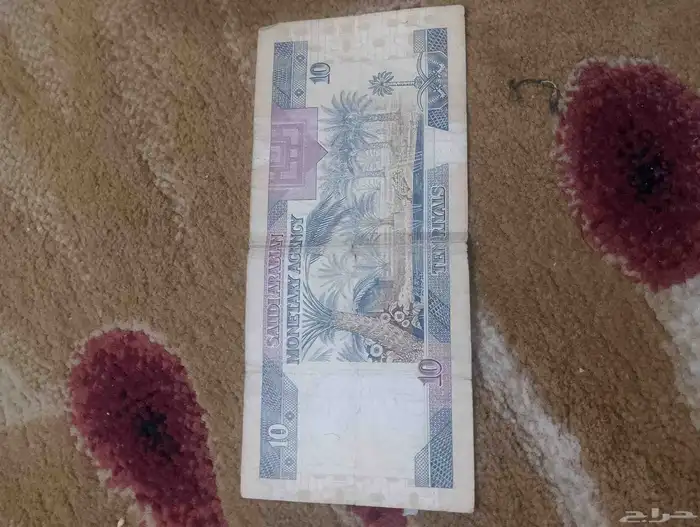 10
SAUDI ARABIAN
MONETARY AGENCY
10
TEN RIYALS
10
حراج